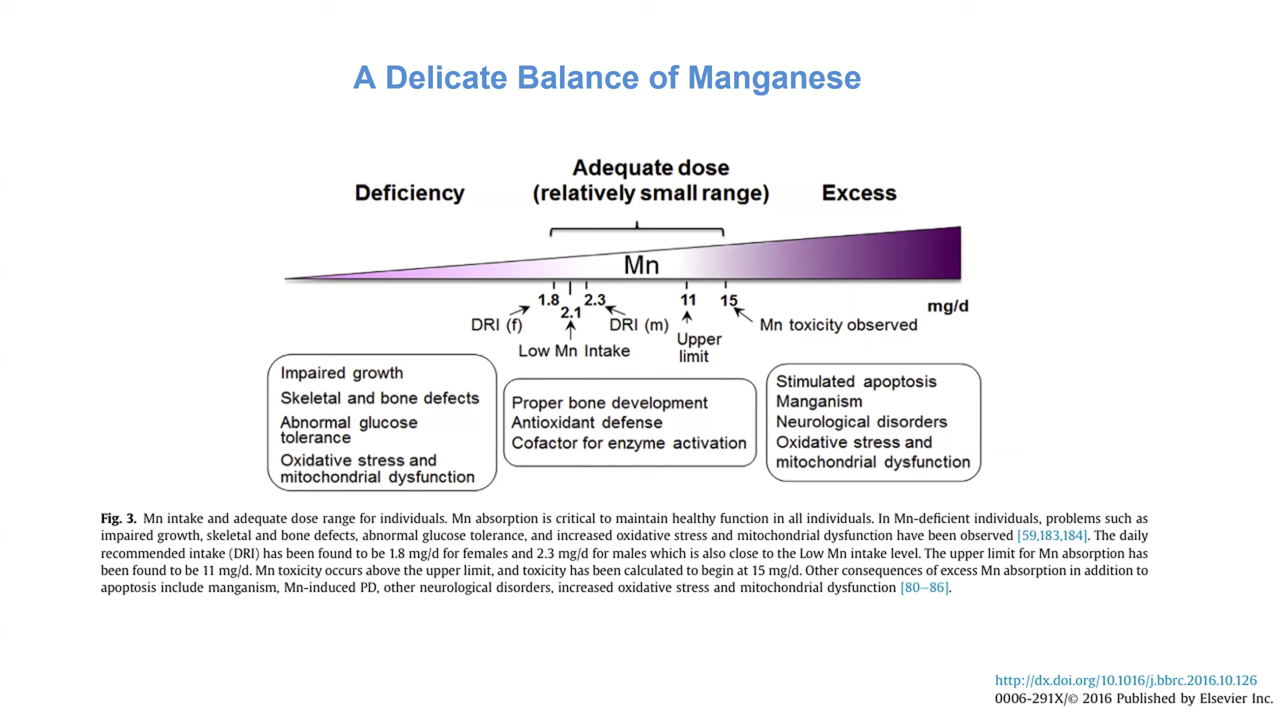 A Delicate Balance of Manganese
Deficiency
Adequate dose
(relatively small range)
Excess
Mn
1.8
2.1
2.3
11
15
mg/d
DRI (f)
DRI (m)
Low Mn Intake
Upper
limit
Mn toxicity observed
Impaired growth
Skeletal and bone defects
Abnormal glucose
tolerance
Oxidative stress and
mitochondrial dysfunction
Proper bone development
Antioxidant defense
Cofactor for enzyme activation
Stimulated apoptosis
Manganism
Neurological disorders
Oxidative stress and
mitochondrial dysfunction
Fig. 3. Mn intake and adequate dose range for individuals. Mn absorption is critical to maintain healthy function in all individuals. In Mn-deficient individuals, problems such as
impaired growth, skeletal and bone defects, abnormal glucose tolerance, and increased oxidative stress and mitochondrial dysfunction have been observed [59,183,184]. The daily
recommended intake (DRI) has been found to be 1.8 mg/d for females and 2.3 mg/d for males which is also close to the Low Mn intake level. The upper limit for Mn absorption has
been found to be 11 mg/d. Mn toxicity occurs above the upper limit, and toxicity has been calculated to begin at 15 mg/d. Other consequences of excess Mn absorption in addition to
apoptosis include manganism, Mn-induced PD, other neurological disorders, increased oxidative stress and mitochondrial dysfunction [80–86].
http://dx.doi.org/10.1016/j.bbrc.2016.10.126
0006-291X/© 2016 Published by Elsevier Inc.